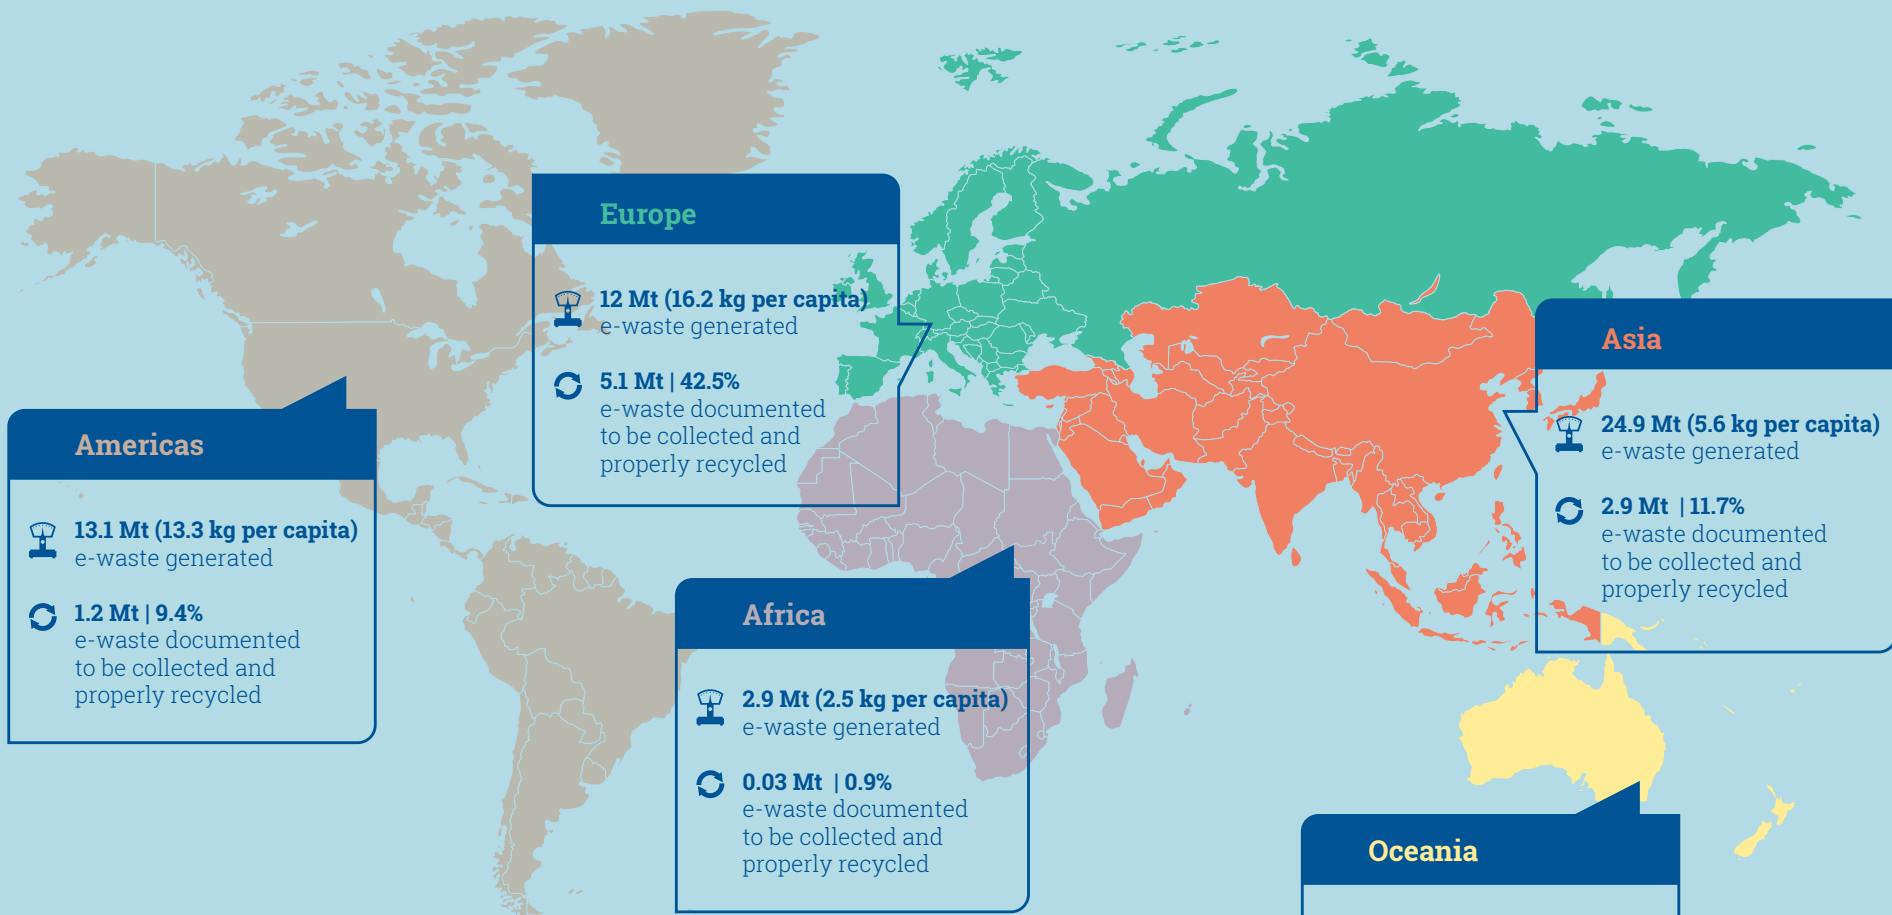 Europe
12 Mt (16.2 kg per capita)
e-waste generated
5.1 Mt | 42.5%
e-waste documented
to be collected and
properly recycled
Asia
24.9 Mt (5.6 kg per capita)
e-waste generated
2.9 Mt | 11.7%
e-waste documented
to be collected and
properly recycled
Americas
13.1 Mt (13.3 kg per capita)
e-waste generated
1.2 Mt | 9.4%
e-waste documented
to be collected and
properly recycled
Africa
2.9 Mt (2.5 kg per capita)
e-waste generated
0.03 Mt | 0.9%
e-waste documented
to be collected and
properly recycled
Oceania